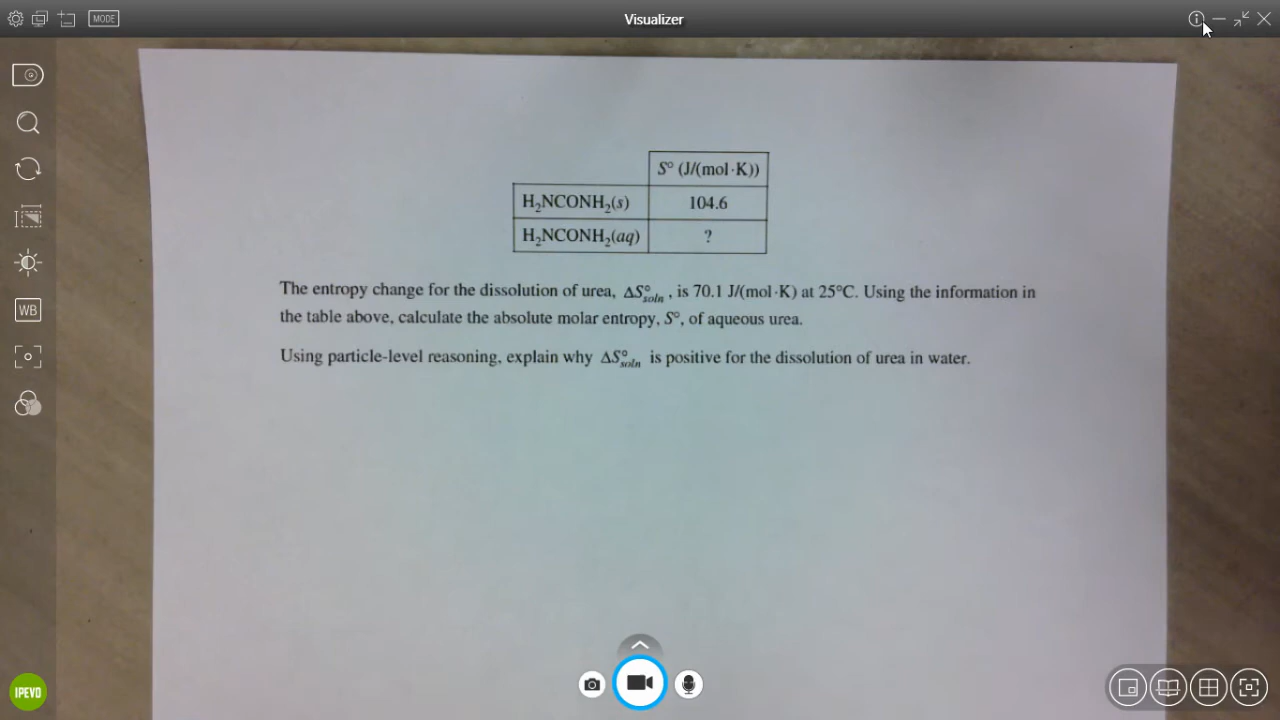 MODE
Visualizer
WB
S° (J/(mol·K))
H₂NCONH₂(s) 104.6
H₂NCONH₂(aq) ?
The entropy change for the dissolution of urea, ΔS°soln , is 70.1 J/(mol·K) at 25°C. Using the information in
the table above, calculate the absolute molar entropy, S°, of aqueous urea.
Using particle-level reasoning, explain why ΔS°soln is positive for the dissolution of urea in water.
IPEVO